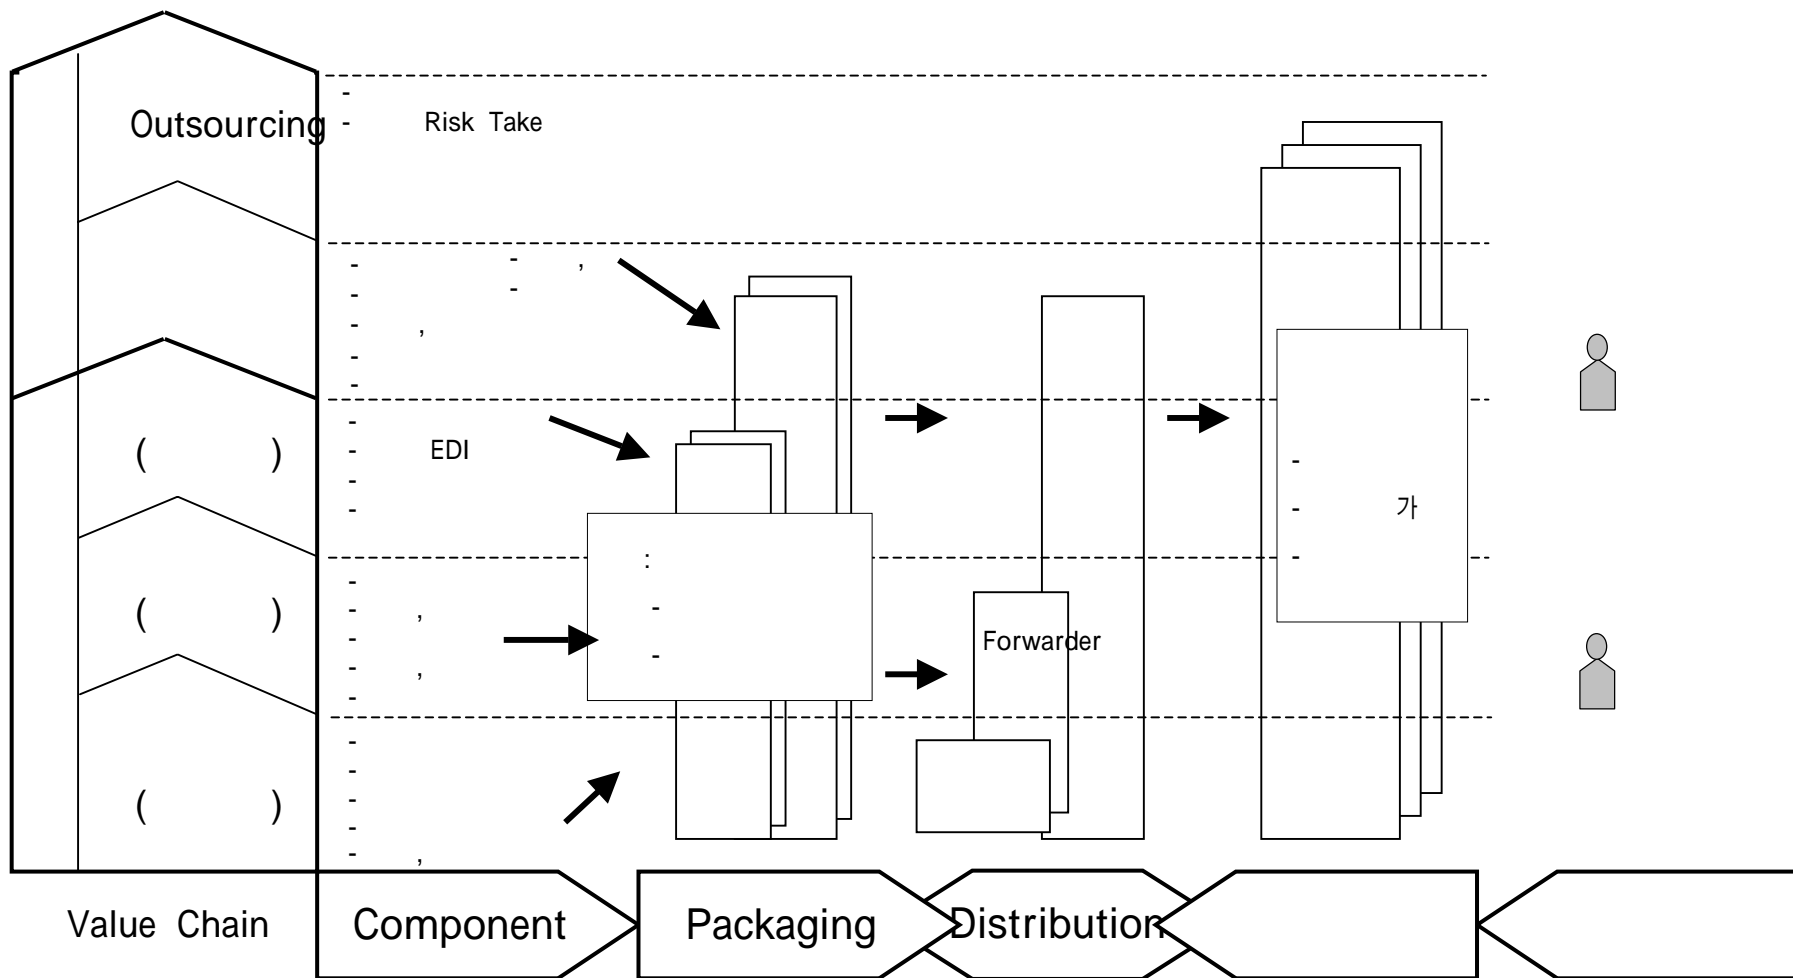 Outsourcing
-
- Risk Take
- - ,
- -
- ,
-
-
-
( ) - EDI
-
-
-
- 가
-
:
-
( ) - ,
-
-
- ,
-
Forwarder
-
-
( ) -
-
- ,
Value Chain
Component
Packaging
Distribution